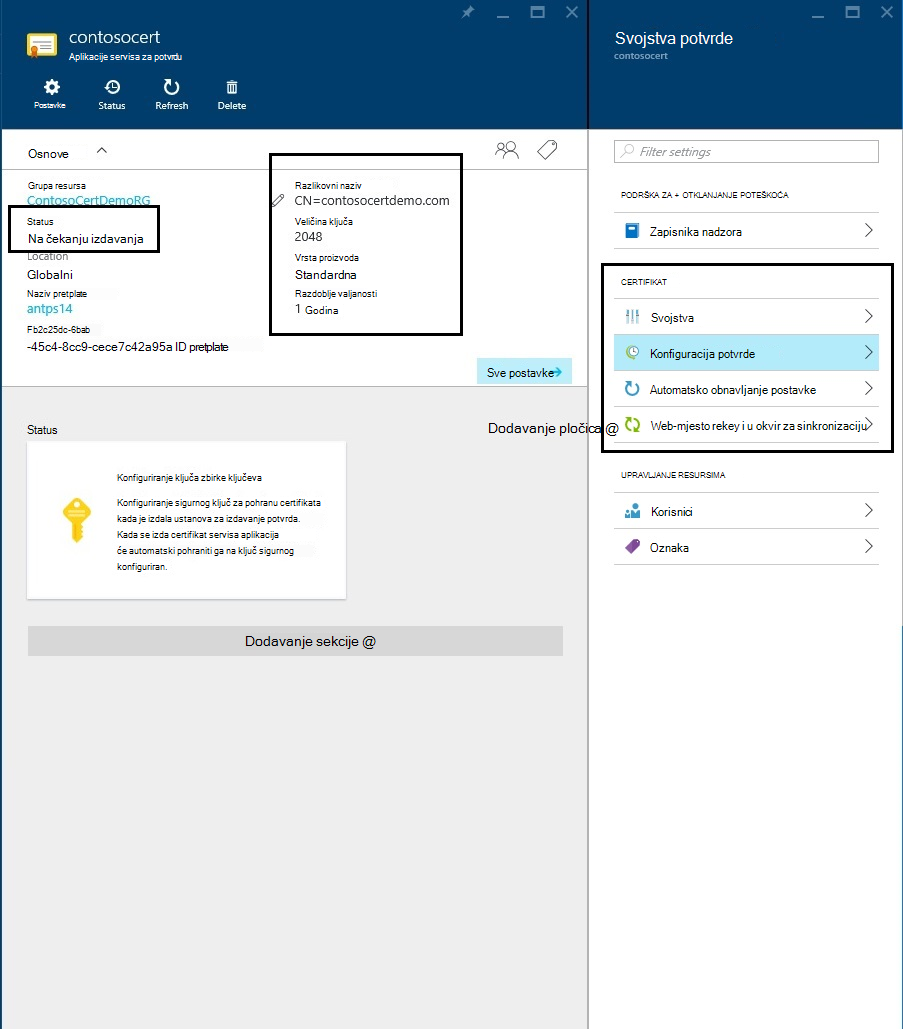 contosocert
Aplikacije servisa za potvrdu
Postavke
Status
Refresh
Delete
Osnove
Grupa resursa
ContosoCertDemoRG
Status
Na čekanju izdavanja
Location
Globalni
Naziv pretplate
antps14
Fb2c25dc-6bab
-45c4-8cc9-cece7c42a95a ID pretplate
Razlikovni naziv
CN=contosocertdemo.com
Veličina ključa
2048
Vrsta proizvoda
Standardna
Razdoblje valjanosti
1 Godina
Sve postavke
Status
Dodavanje pločica @
Konfiguriranje ključa zbirke ključeva
Konfiguriranje sigurnog ključ za pohranu certifikata
kada je izdala ustanova za izdavanje potvrda.
Kada se izda certifikat servisa aplikacija
će automatski pohraniti ga na ključ sigurnog
konfiguriran.
Dodavanje sekcije @
Svojstva potvrde
contosocert
Filter settings
PODRŠKA ZA + OTKLANJANJE POTEŠKOĆA
Zapisnika nadzora
CERTIFIKAT
Svojstva
Konfiguracija potvrde
Automatsko obnavljanje postavke
Web-mjesto rekey i u okvir za sinkronizaciju
UPRAVLJANJE RESURSIMA
Korisnici
Oznaka